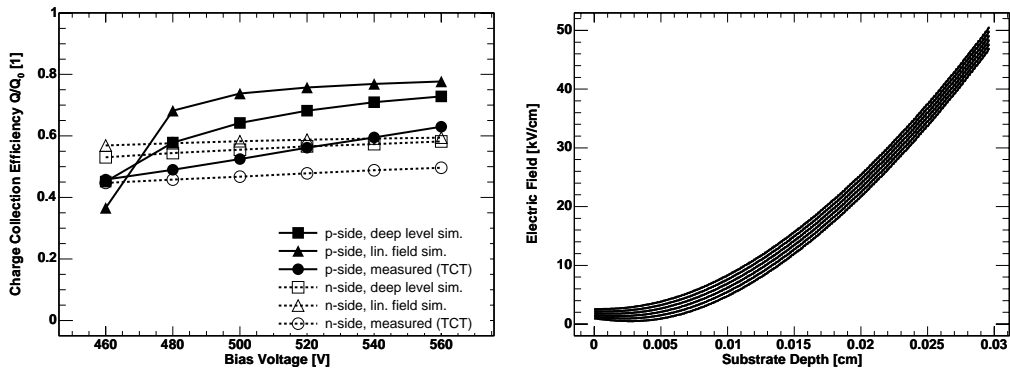 1
0.8
0.6
0.4
0.2
0
Charge Collection Efficiency Q/Q₀ [1]
p-side, deep level sim.
p-side, lin. field sim.
p-side, measured (TCT)
n-side, deep level sim.
n-side, lin. field sim.
n-side, measured (TCT)
460 480 500 520 540 560
Bias Voltage [V]
50
40
30
20
10
0
Electric Field [kV/cm]
0 0.005 0.01 0.015 0.02 0.025 0.03
Substrate Depth [cm]